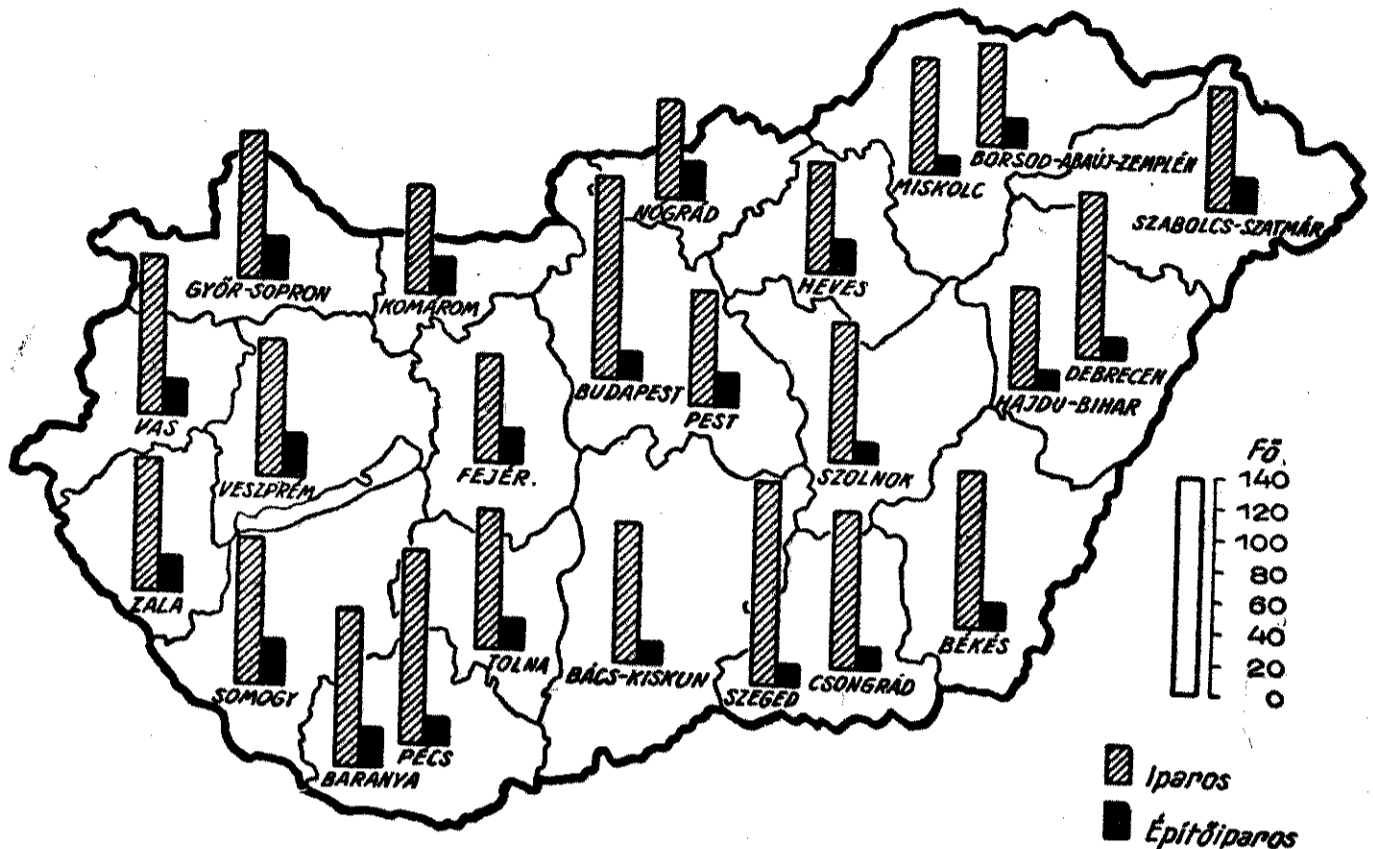 BORSOD-ABAÚJ-ZEMPLÉN
MISKOLC
NÓGRÁD
SZABOLCS-SZATMÁR
GYŐR-SOPRON
KOMÁROM
HEVES
BUDAPEST
PEST
DEBRECEN
HAJDU-BIHAR
VAS
VESZPRÉM
FEJÉR.
SZOLNOK
ZALA
SOMOGY
TOLNA
BÁCS-KISKUN
SZEGED
CSONGRÁD
BÉKÉS
BARANYA
PÉCS
Fő.
140
120
100
80
60
40
20
0
Iparos
Építőiparos